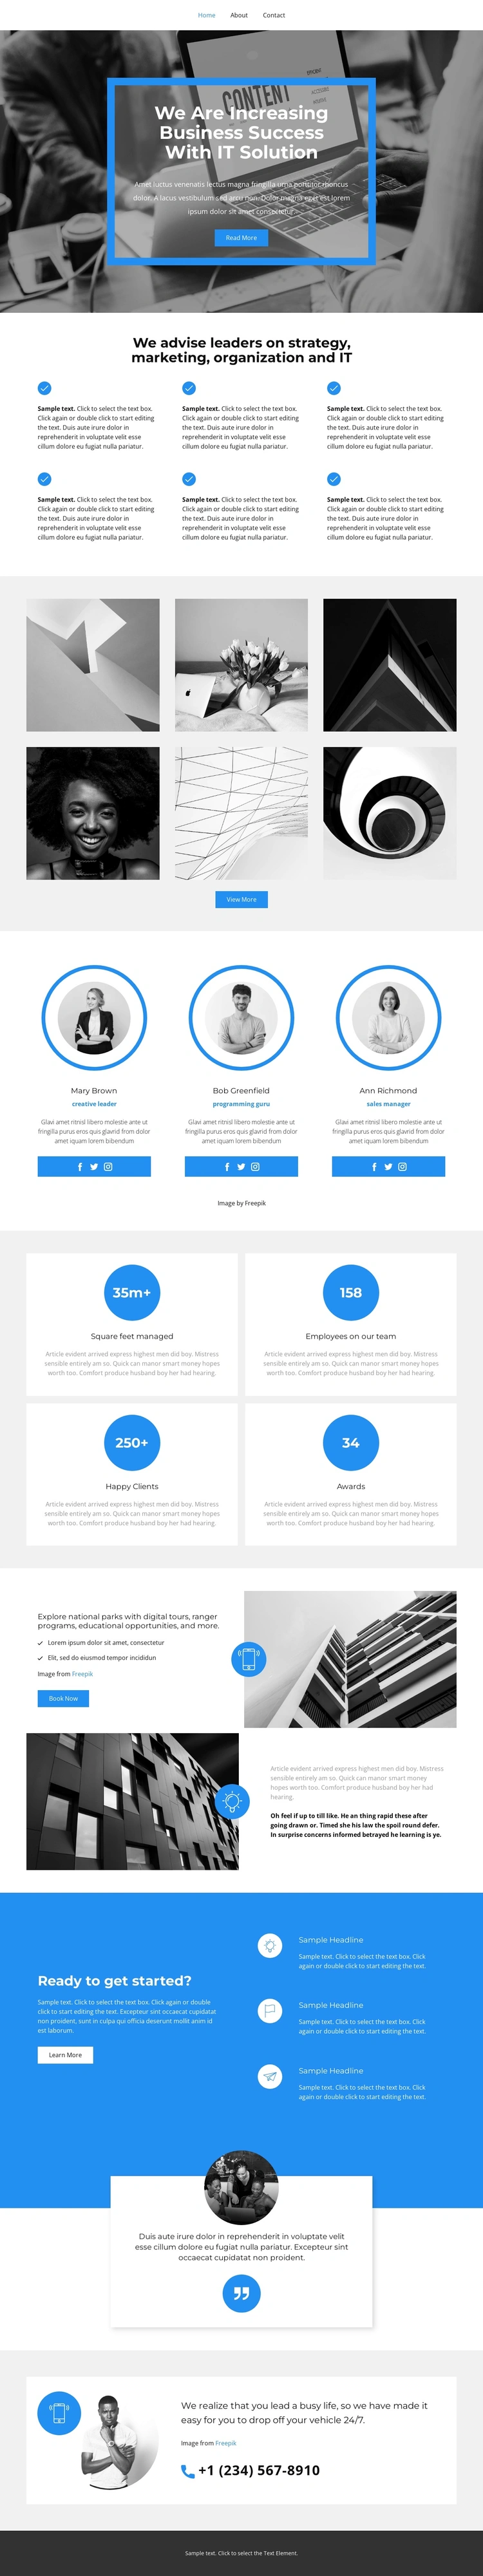 Home About Contact
CONTENT
We Are Increasing
Business Success
With IT Solution
Amet luctus venenatis lectus magna fringilla urna porttitor rhoncus
dolor. A lacus vestibulum sed arcu non. Dolor magna eget est lorem
ipsum dolor sit amet consectetur.
Read More
We advise leaders on strategy,
marketing, organization and IT
Sample text. Click to select the text box.
Click again or double click to start editing
the text. Duis aute irure dolor in
reprehenderit in voluptate velit esse
cillum dolore eu fugiat nulla pariatur.
Sample text. Click to select the text box.
Click again or double click to start editing
the text. Duis aute irure dolor in
reprehenderit in voluptate velit esse
cillum dolore eu fugiat nulla pariatur.
Sample text. Click to select the text box.
Click again or double click to start editing
the text. Duis aute irure dolor in
reprehenderit in voluptate velit esse
cillum dolore eu fugiat nulla pariatur.
Sample text. Click to select the text box.
Click again or double click to start editing
the text. Duis aute irure dolor in
reprehenderit in voluptate velit esse
cillum dolore eu fugiat nulla pariatur.
Sample text. Click to select the text box.
Click again or double click to start editing
the text. Duis aute irure dolor in
reprehenderit in voluptate velit esse
cillum dolore eu fugiat nulla pariatur.
Sample text. Click to select the text box.
Click again or double click to start editing
the text. Duis aute irure dolor in
reprehenderit in voluptate velit esse
cillum dolore eu fugiat nulla pariatur.
View More
Mary Brown
creative leader
Glavi amet ritnisl libero molestie ante ut
fringilla purus eros quis glavrid from dolor
amet iquam lorem bibendum
Bob Greenfield
programming guru
Glavi amet ritnisl libero molestie ante ut
fringilla purus eros quis glavrid from dolor
amet iquam lorem bibendum
Ann Richmond
sales manager
Glavi amet ritnisl libero molestie ante ut
fringilla purus eros quis glavrid from dolor
amet iquam lorem bibendum
Image by Freepik
35m+
Square feet managed
Article evident arrived express highest men did boy. Mistress
sensible entirely am so. Quick can manor smart money hopes
worth too. Comfort produce husband boy her had hearing.
158
Employees on our team
Article evident arrived express highest men did boy. Mistress
sensible entirely am so. Quick can manor smart money hopes
worth too. Comfort produce husband boy her had hearing.
250+
Happy Clients
Article evident arrived express highest men did boy. Mistress
sensible entirely am so. Quick can manor smart money hopes
worth too. Comfort produce husband boy her had hearing.
34
Awards
Article evident arrived express highest men did boy. Mistress
sensible entirely am so. Quick can manor smart money hopes
worth too. Comfort produce husband boy her had hearing.
Explore national parks with digital tours, ranger
programs, educational opportunities, and more.
Lorem ipsum dolor sit amet, consectetur
Elit, sed do eiusmod tempor incididun
Image from Freepik
Book Now
Article evident arrived express highest men did boy. Mistress
sensible entirely am so. Quick can manor smart money
hopes worth too. Comfort produce husband boy her had
hearing.
Oh feel if up to till like. He an thing rapid these after
going drawn or. Timed she his law the spoil round defer.
In surprise concerns informed betrayed he learning is ye.
Ready to get started?
Sample text. Click to select the text box. Click again or double
click to start editing the text. Excepteur sint occaecat cupidatat
non proident, sunt in culpa qui officia deserunt mollit anim id
est laborum.
Learn More
Sample Headline
Sample text. Click to select the text box. Click
again or double click to start editing the text.
Sample Headline
Sample text. Click to select the text box. Click
again or double click to start editing the text.
Sample Headline
Sample text. Click to select the text box. Click
again or double click to start editing the text.
Duis aute irure dolor in reprehenderit in voluptate velit
esse cillum dolore eu fugiat nulla pariatur. Excepteur sint
occaecat cupidatat non proident.
We realize that you lead a busy life, so we have made it
easy for you to drop off your vehicle 24/7.
Image from Freepik
+1 (234) 567-8910
Sample text. Click to select the Text Element.